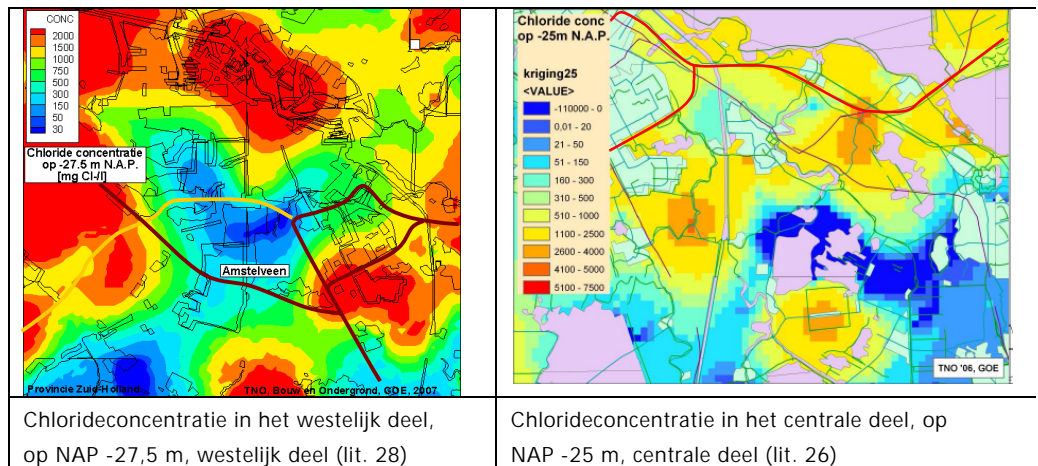 CONC
2000
1500
1000
750
500
300
150
50
30
Chloride concentratie
op -27.5 m N.A.P.
[mg Cl-/l]
Amstelveen
Provincie Zuid-Holland
TNO, Bouw en Ondergrond, GOE, 2007
Chloride conc
op -25m N.A.P.
kriging25
<VALUE>
-110000 - 0
0,01 - 20
21 - 50
51 - 150
160 - 300
310 - 500
510 - 1000
1100 - 2500
2600 - 4000
4100 - 5000
5100 - 7500
TNO '06, GOE
Chlorideconcentratie in het westelijk deel,
op NAP -27,5 m, westelijk deel (lit. 28)
Chlorideconcentratie in het centrale deel, op
NAP -25 m, centrale deel (lit. 26)